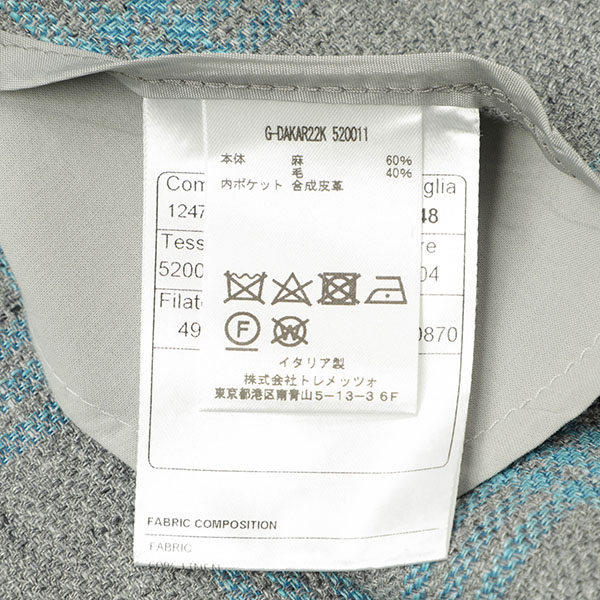 G-DAKAR22K 520011
本体 麻 60%
毛 40%
内ポケット 合成皮革
Com glia
1247 48
Tess re
5200 04
Filat
49 0870
F W
イタリア製
株式会社トレメッツォ
東京都港区南青山5-13-3 6F
FABRIC COMPOSITION
FABRIC
LINEN